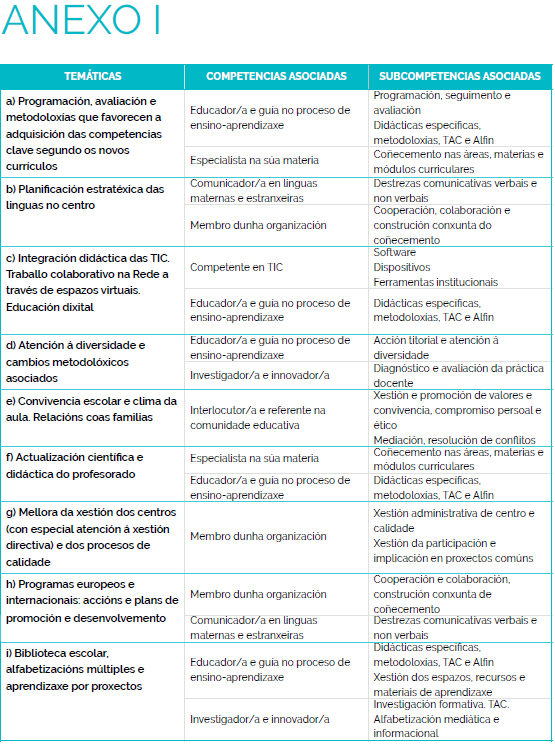 ANEXO I
TEMÁTICAS
COMPETENCIAS ASOCIADAS
SUBCOMPETENCIAS ASOCIADAS
a) Programación, avaliación e
metodoloxías que favorecen a
adquisición das competencias
clave segundo os novos
currículos
Educador/a e guía no proceso de
ensino-aprendizaxe
Programación, seguimento e
avaliación
Didácticas específicas,
metodoloxías, TAC e Alfin
Especialista na súa materia
Coñecemento nas áreas, materias e
módulos curriculares
b) Planificación estratéxica das
linguas no centro
Comunicador/a en linguas
maternas e estranxeiras
Destrezas comunicativas verbais e
non verbais
Membro dunha organización
Cooperación, colaboración e
construción conxunta do
coñecemento
c) Integración didáctica das TIC.
Traballo colaborativo na Rede a
través de espazos virtuais.
Educación dixital
Competente en TIC
Software
Dispositivos
Ferramentas institucionais
Educador/a e guía no proceso de
ensino-aprendizaxe
Didácticas específicas,
metodoloxías, TAC e Alfin
d) Atención á diversidade e
cambios metodolóxicos
asociados
Educador/a e guía no proceso de
ensino-aprendizaxe
Acción titorial e atención á
diversidade
Investigador/a e innovador/a
Diagnóstico e avaliación da práctica
docente
e) Convivencia escolar e clima da
aula. Relacións coas familias
Interlocutor/a e referente na
comunidade educativa
Xestión e promoción de valores e
convivencia, compromiso persoal e
ético
Mediación, resolución de conflitos
f) Actualización científica e
didáctica do profesorado
Especialista na súa materia
Coñecemento nas áreas, materias e
módulos curriculares
Educador/a e guía no proceso de
ensino-aprendizaxe
Didácticas específicas,
metodoloxías, TAC e Alfin
g) Mellora da xestión dos centros
(con especial atención á xestión
directiva) e dos procesos de
calidade
Membro dunha organización
Xestión administrativa de centro e
calidade
Xestión da participación e
implicación en proxectos comúns
h) Programas europeos e
internacionais: accións e plans de
promoción e desenvolvemento
Membro dunha organización
Cooperación e colaboración,
construción conxunta de
coñecemento
Comunicador/a en linguas
maternas e estranxeiras
Destrezas comunicativas verbais e
non verbais
i) Biblioteca escolar,
alfabetizacións múltiples e
aprendizaxe por proxectos
Educador/a e guía no proceso de
ensino-aprendizaxe
Didácticas específicas,
metodoloxías, TAC e Alfin
Xestión dos espazos, recursos e
materiais de aprendizaxe
Investigador/a e innovador/a
Investigación formativa. TAC.
Alfabetización mediática e
informacional